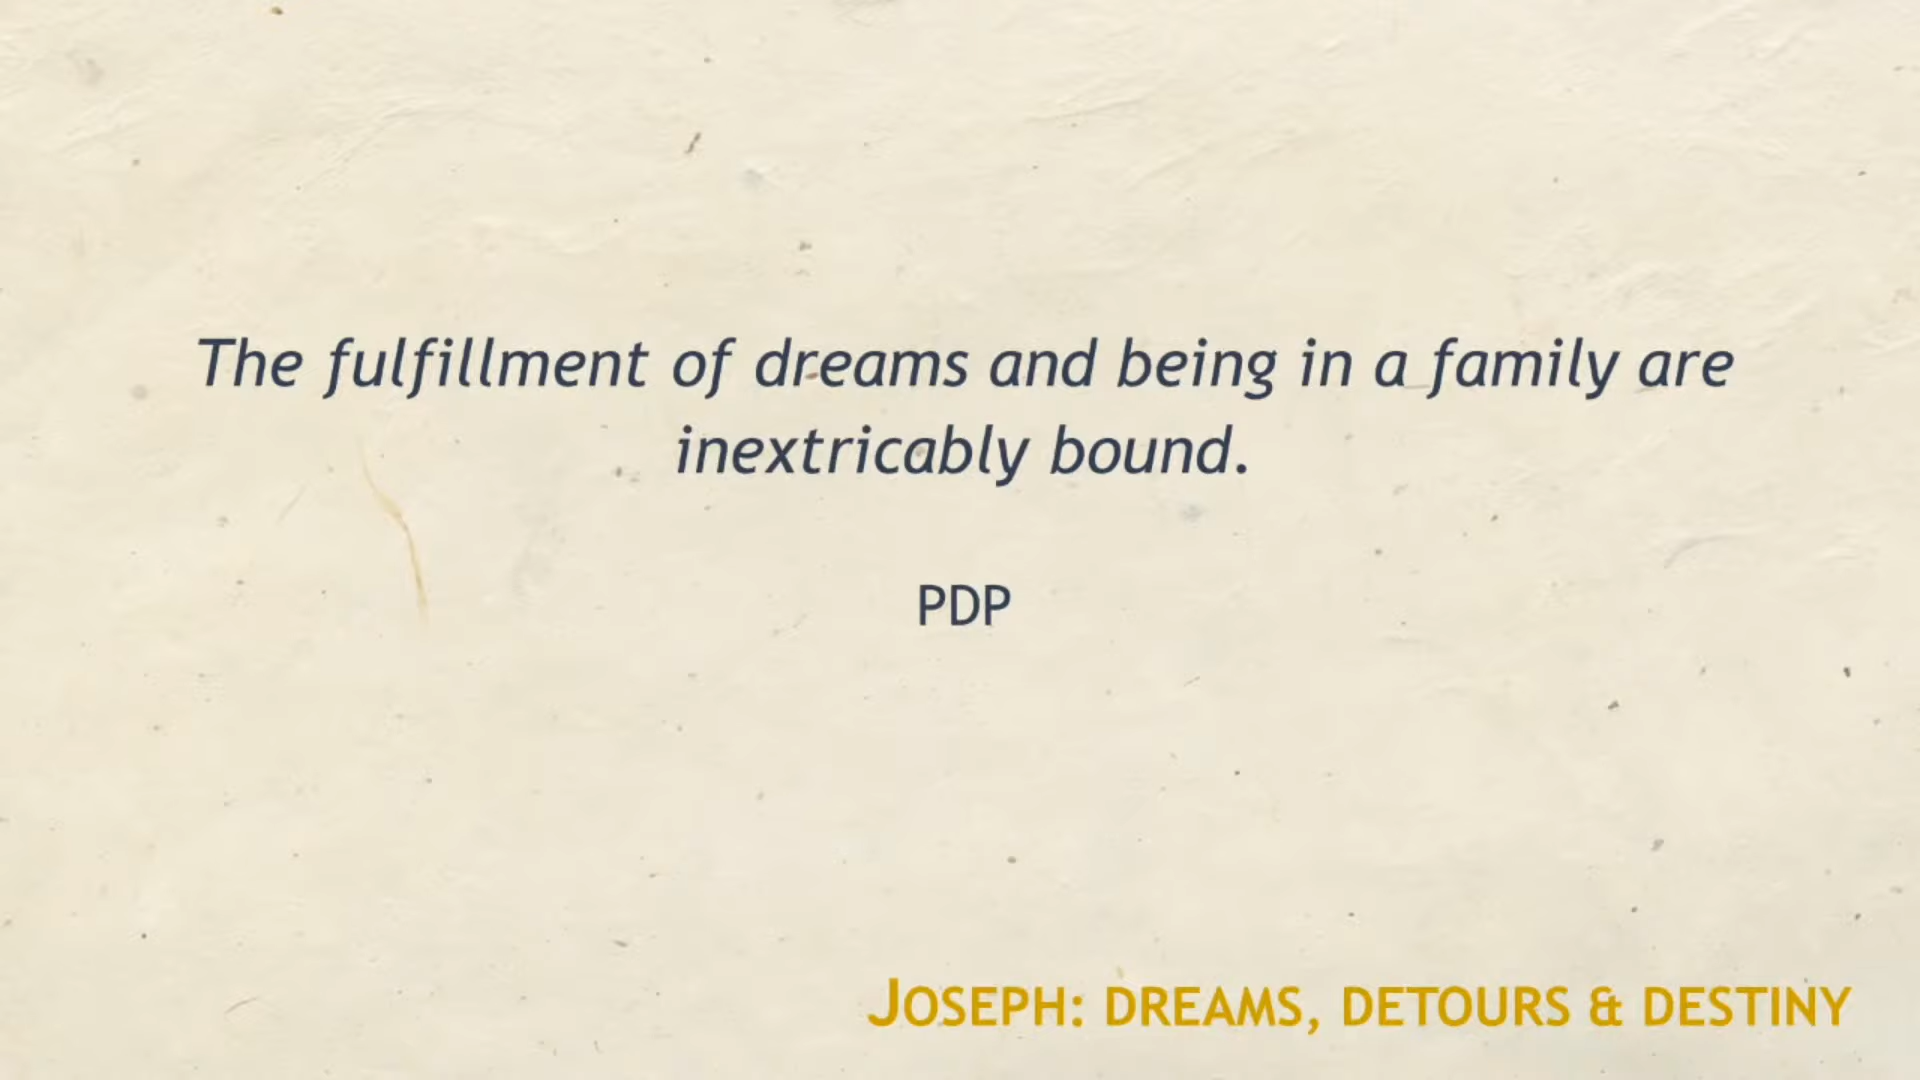 The fulfillment of dreams and being in a family are
inextricably bound.
PDP
JOSEPH: DREAMS, DETOURS & DESTINY